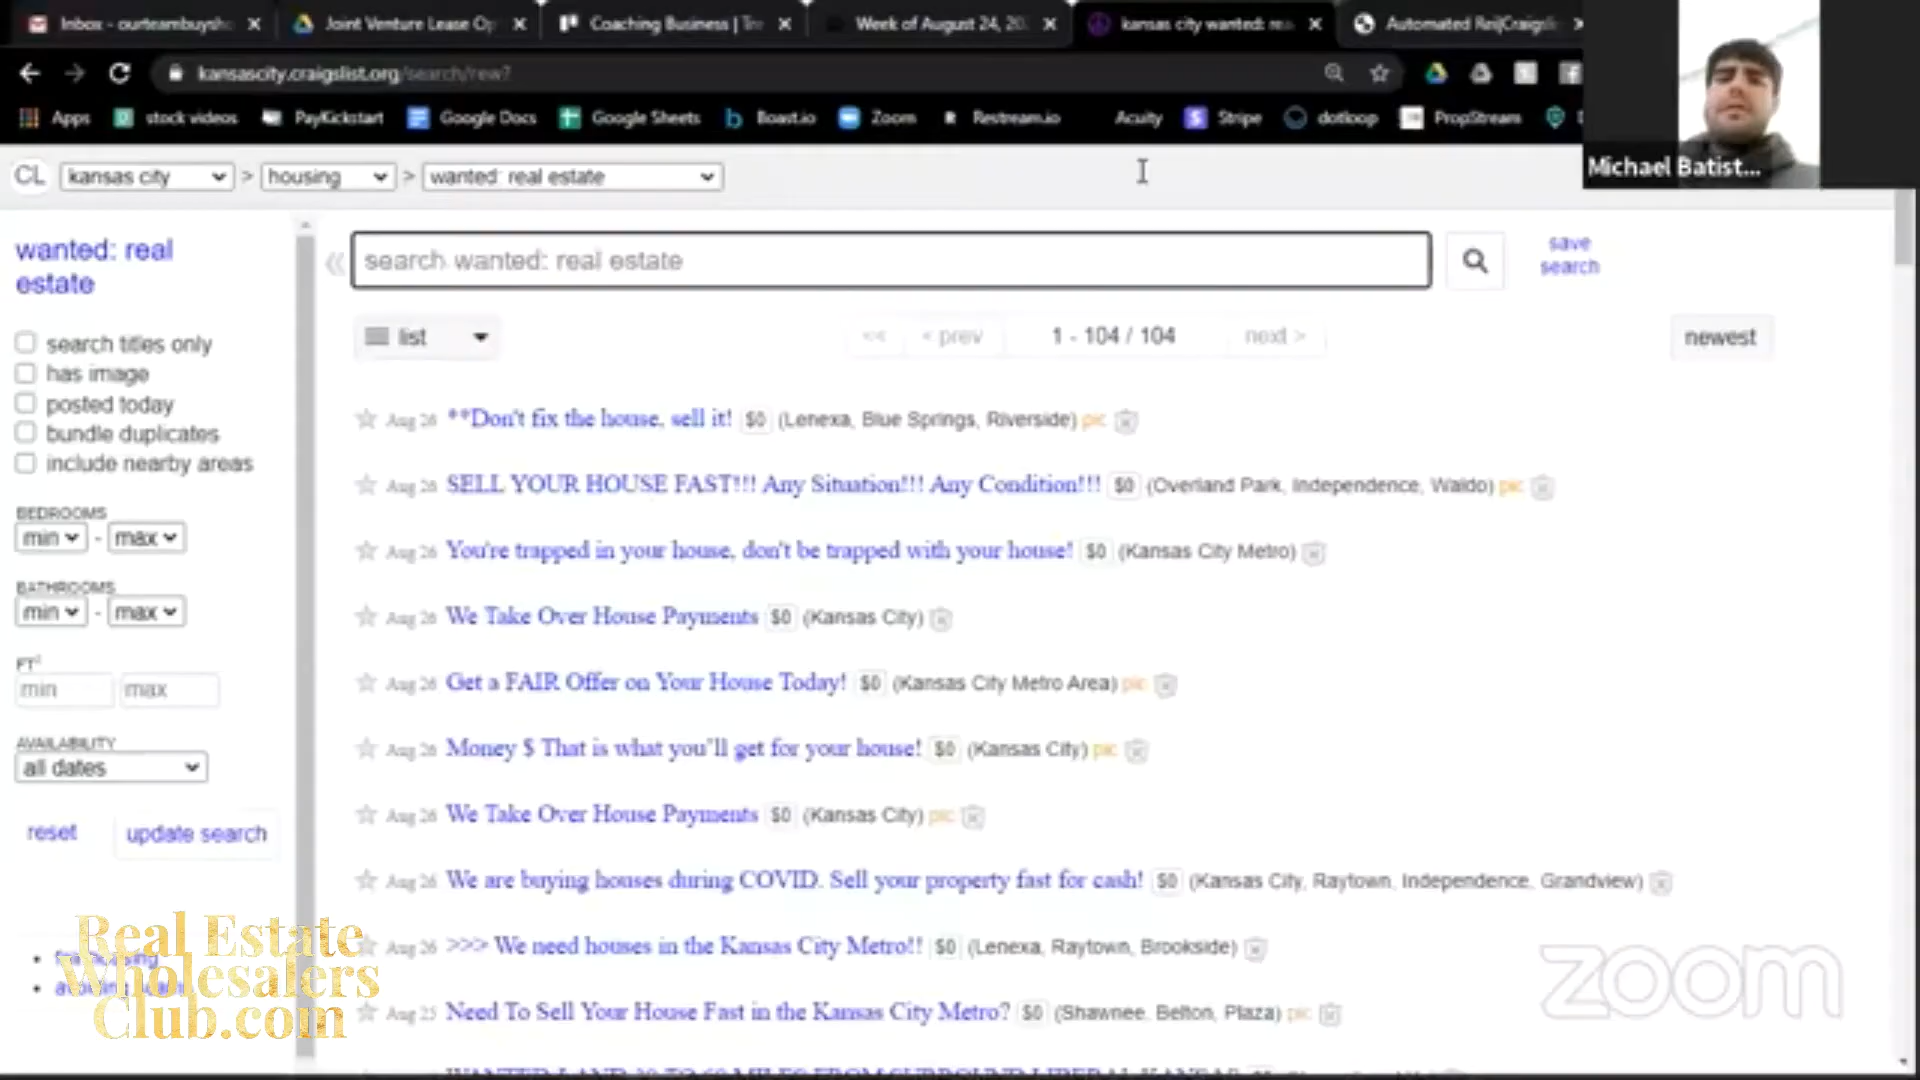 Inbox - ourteambuysho
Joint Venture Lease Op
Coaching Business | Tre
Week of August 24, 20
kansas city wanted: rea
Automated Rei|Craigsli
kansascity.craigslist.org/search/rew?
Apps
stock videos
PayKickstart
Google Docs
Google Sheets
Boast.io
Zoom
Restream.io
Acuity
Stripe
dotloop
PropStream
Michael Batist...
CL kansas city > housing > wanted: real estate
wanted: real
estate
search titles only
has image
posted today
bundle duplicates
include nearby areas
BEDROOMS
min - max
BATHROOMS
min - max
FT²
min max
AVAILABILITY
all dates
reset update search
search wanted: real estate
save
search
list
<< < prev 1 - 104 / 104 next >
newest
Aug 26 **Don't fix the house, sell it! $0 (Lenexa, Blue Springs, Riverside) pic
Aug 26 SELL YOUR HOUSE FAST!!! Any Situation!!! Any Condition!!! $0 (Overland Park, Independence, Waldo) pic
Aug 26 You're trapped in your house, don't be trapped with your house! $0 (Kansas City Metro)
Aug 26 We Take Over House Payments $0 (Kansas City)
Aug 26 Get a FAIR Offer on Your House Today! $0 (Kansas City Metro Area) pic
Aug 26 Money $ That is what you'll get for your house! $0 (Kansas City) pic
Aug 26 We Take Over House Payments $0 (Kansas City) pic
Aug 26 We are buying houses during COVID. Sell your property fast for cash! $0 (Kansas City, Raytown, Independence, Grandview)
Aug 26 >>> We need houses in the Kansas City Metro!! $0 (Lenexa, Raytown, Brookside)
Aug 25 Need To Sell Your House Fast in the Kansas City Metro? $0 (Shawnee, Belton, Plaza) pic
Real Estate
Wholesalers
Club.com
zoom